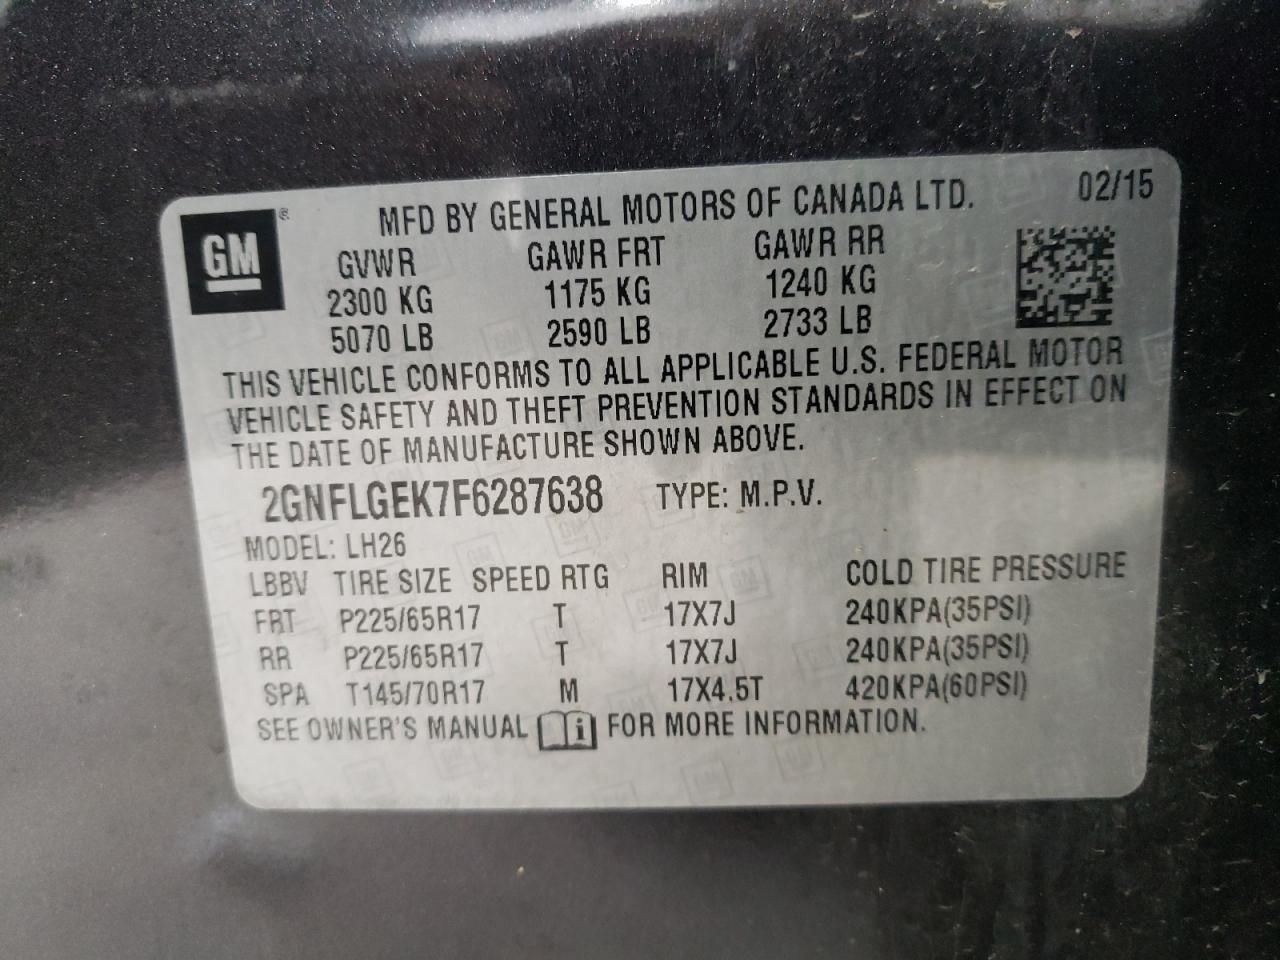 GM ®
MFD BY GENERAL MOTORS OF CANADA LTD. 02/15
GVWR GAWR FRT GAWR RR
2300 KG 1175 KG 1240 KG
5070 LB 2590 LB 2733 LB
THIS VEHICLE CONFORMS TO ALL APPLICABLE U.S. FEDERAL MOTOR
VEHICLE SAFETY AND THEFT PREVENTION STANDARDS IN EFFECT ON
THE DATE OF MANUFACTURE SHOWN ABOVE.
2GNFLGEK7F6287638 TYPE: M.P.V.
MODEL: LH26
LBBV TIRE SIZE SPEED RTG RIM COLD TIRE PRESSURE
FRT P225/65R17 T 17X7J 240KPA(35PSI)
RR P225/65R17 T 17X7J 240KPA(35PSI)
SPA T145/70R17 M 17X4.5T 420KPA(60PSI)
SEE OWNER'S MANUAL i FOR MORE INFORMATION.